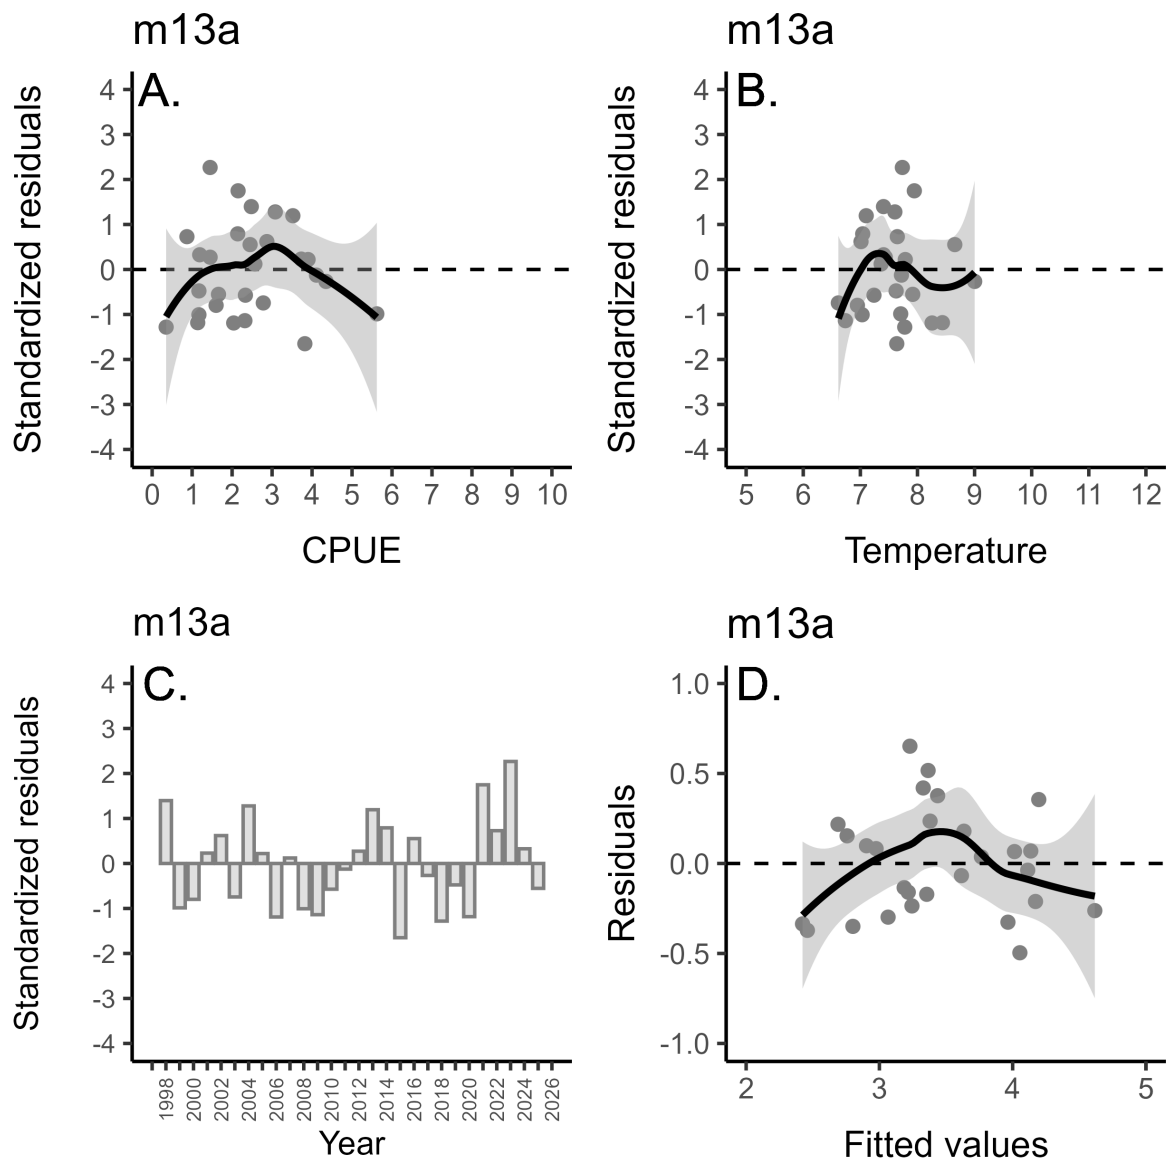 m13a
A.
Standardized residuals
4
3
2
1
0
-1
-2
-3
-4
0 1 2 3 4 5 6 7 8 9 10
CPUE
m13a
B.
Standardized residuals
4
3
2
1
0
-1
-2
-3
-4
5 6 7 8 9 10 11 12
Temperature
m13a
C.
Standardized residuals
4
3
2
1
0
-1
-2
-3
-4
1998 2000 2002 2004 2006 2008 2010 2012 2014 2016 2018 2020 2022 2024 2026
Year
m13a
D.
Residuals
1.0
0.5
0.0
-0.5
-1.0
2 3 4 5
Fitted values